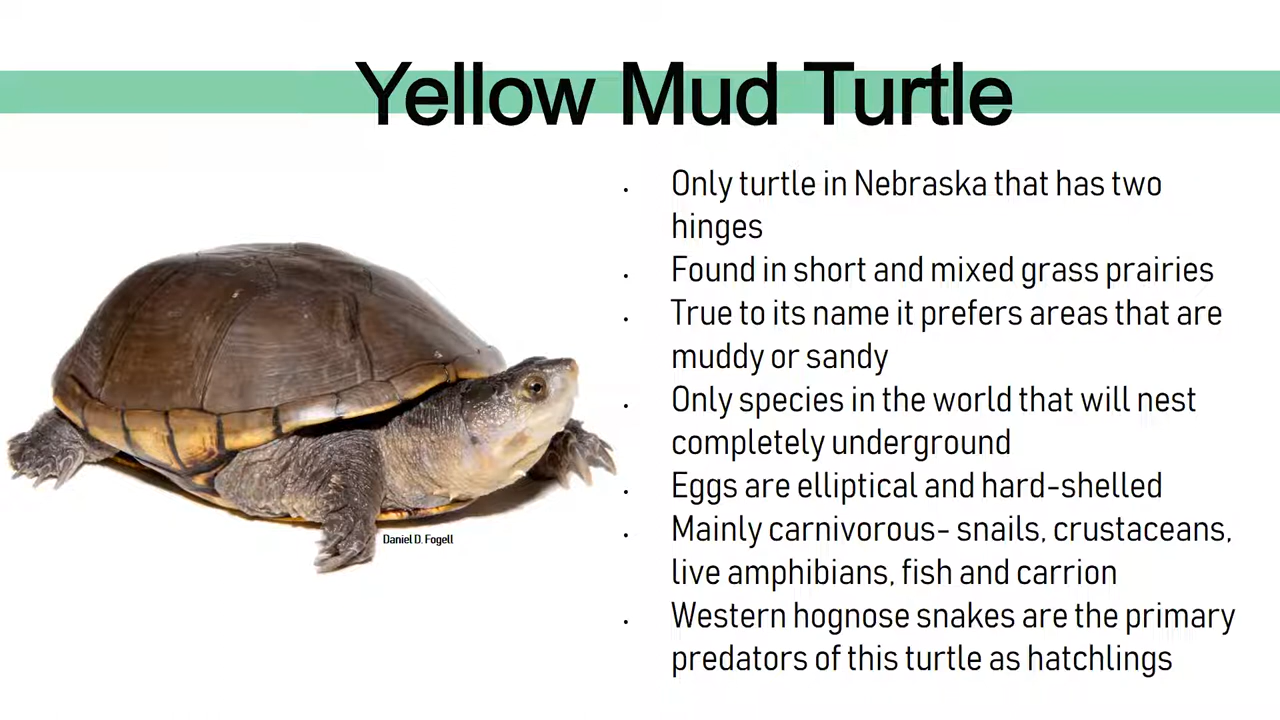 Yellow Mud Turtle
• Only turtle in Nebraska that has two
hinges
• Found in short and mixed grass prairies
• True to its name it prefers areas that are
muddy or sandy
• Only species in the world that will nest
completely underground
• Eggs are elliptical and hard-shelled
• Mainly carnivorous- snails, crustaceans,
live amphibians, fish and carrion
• Western hognose snakes are the primary
predators of this turtle as hatchlings
Daniel D. Fogell